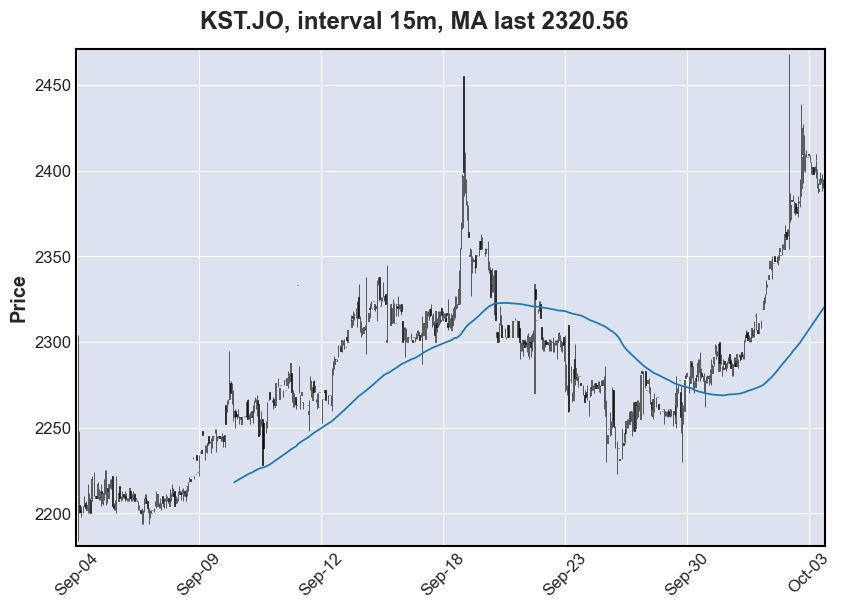 KST.JO, interval 15m, MA last 2320.56
Price
2450
2400
2350
2300
2250
2200
Sep-04
Sep-09
Sep-12
Sep-18
Sep-23
Sep-30
Oct-03